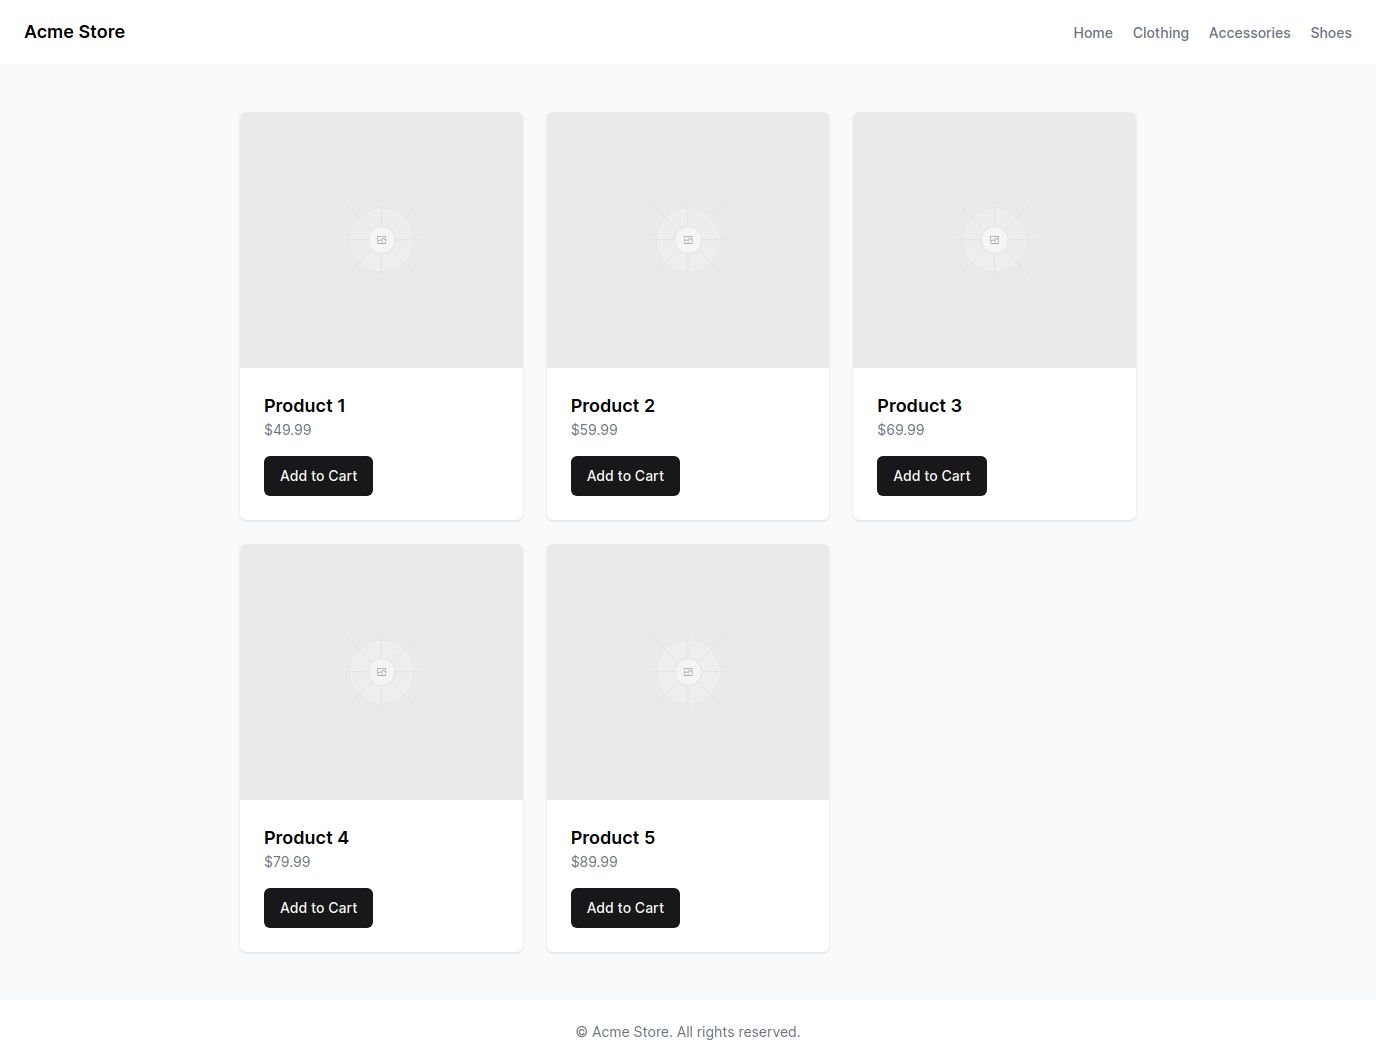 Acme Store
Home Clothing Accessories Shoes
Product 1
$49.99
Add to Cart
Product 2
$59.99
Add to Cart
Product 3
$69.99
Add to Cart
Product 4
$79.99
Add to Cart
Product 5
$89.99
Add to Cart
© Acme Store. All rights reserved.